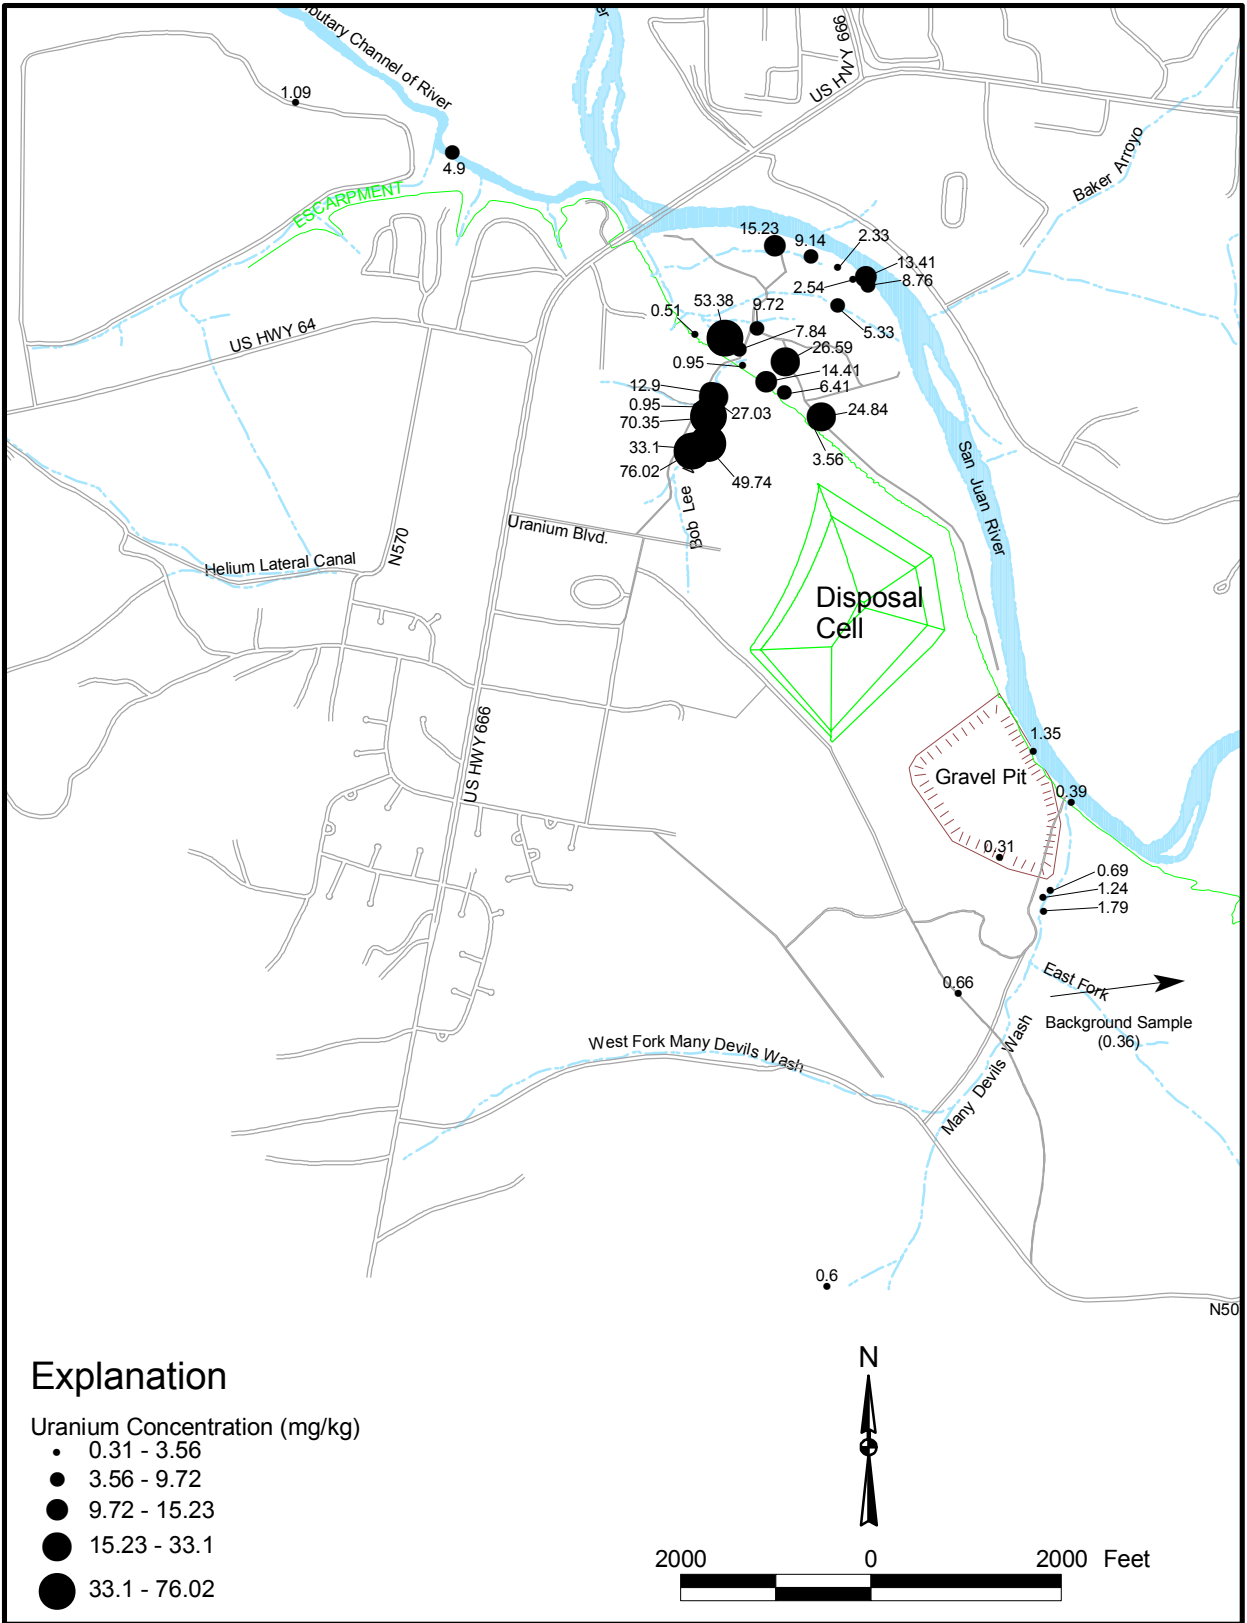 butary Channel of River
er
US HWY 666
1.09
4.9
Baker Arroyo
ESCARPMENT
15.23
9.14
2.33
13.41
8.76
2.54
53.38
0.51
9.72
5.33
US HWY 64
7.84
26.59
0.95
14.41
12.9
6.41
0.95
27.03
24.84
70.35
33.1
3.56
76.02
49.74
San Juan River
Bob Lee
Uranium Blvd.
N570
Helium Lateral Canal
Disposal
Cell
US HWY 666
1.35
Gravel Pit
0.39
0.31
0.69
1.24
1.79
East Fork
0.66
Background Sample
(0.36)
West Fork Many Devils Wash
Many Devils Wash
0.6
N50
Explanation
Uranium Concentration (mg/kg)
0.31 - 3.56
3.56 - 9.72
9.72 - 15.23
15.23 - 33.1
33.1 - 76.02
N
2000 0 2000 Feet